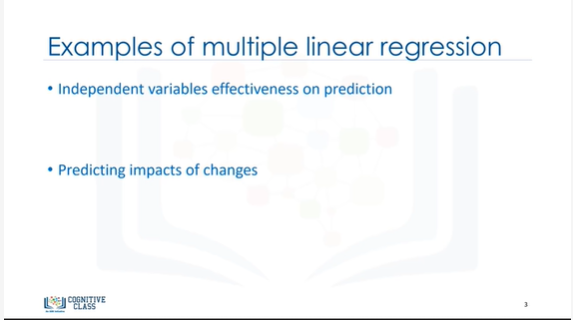 Examples of multiple linear regression
• Independent variables effectiveness on prediction
• Predicting impacts of changes
COGNITIVE
CLASS
3